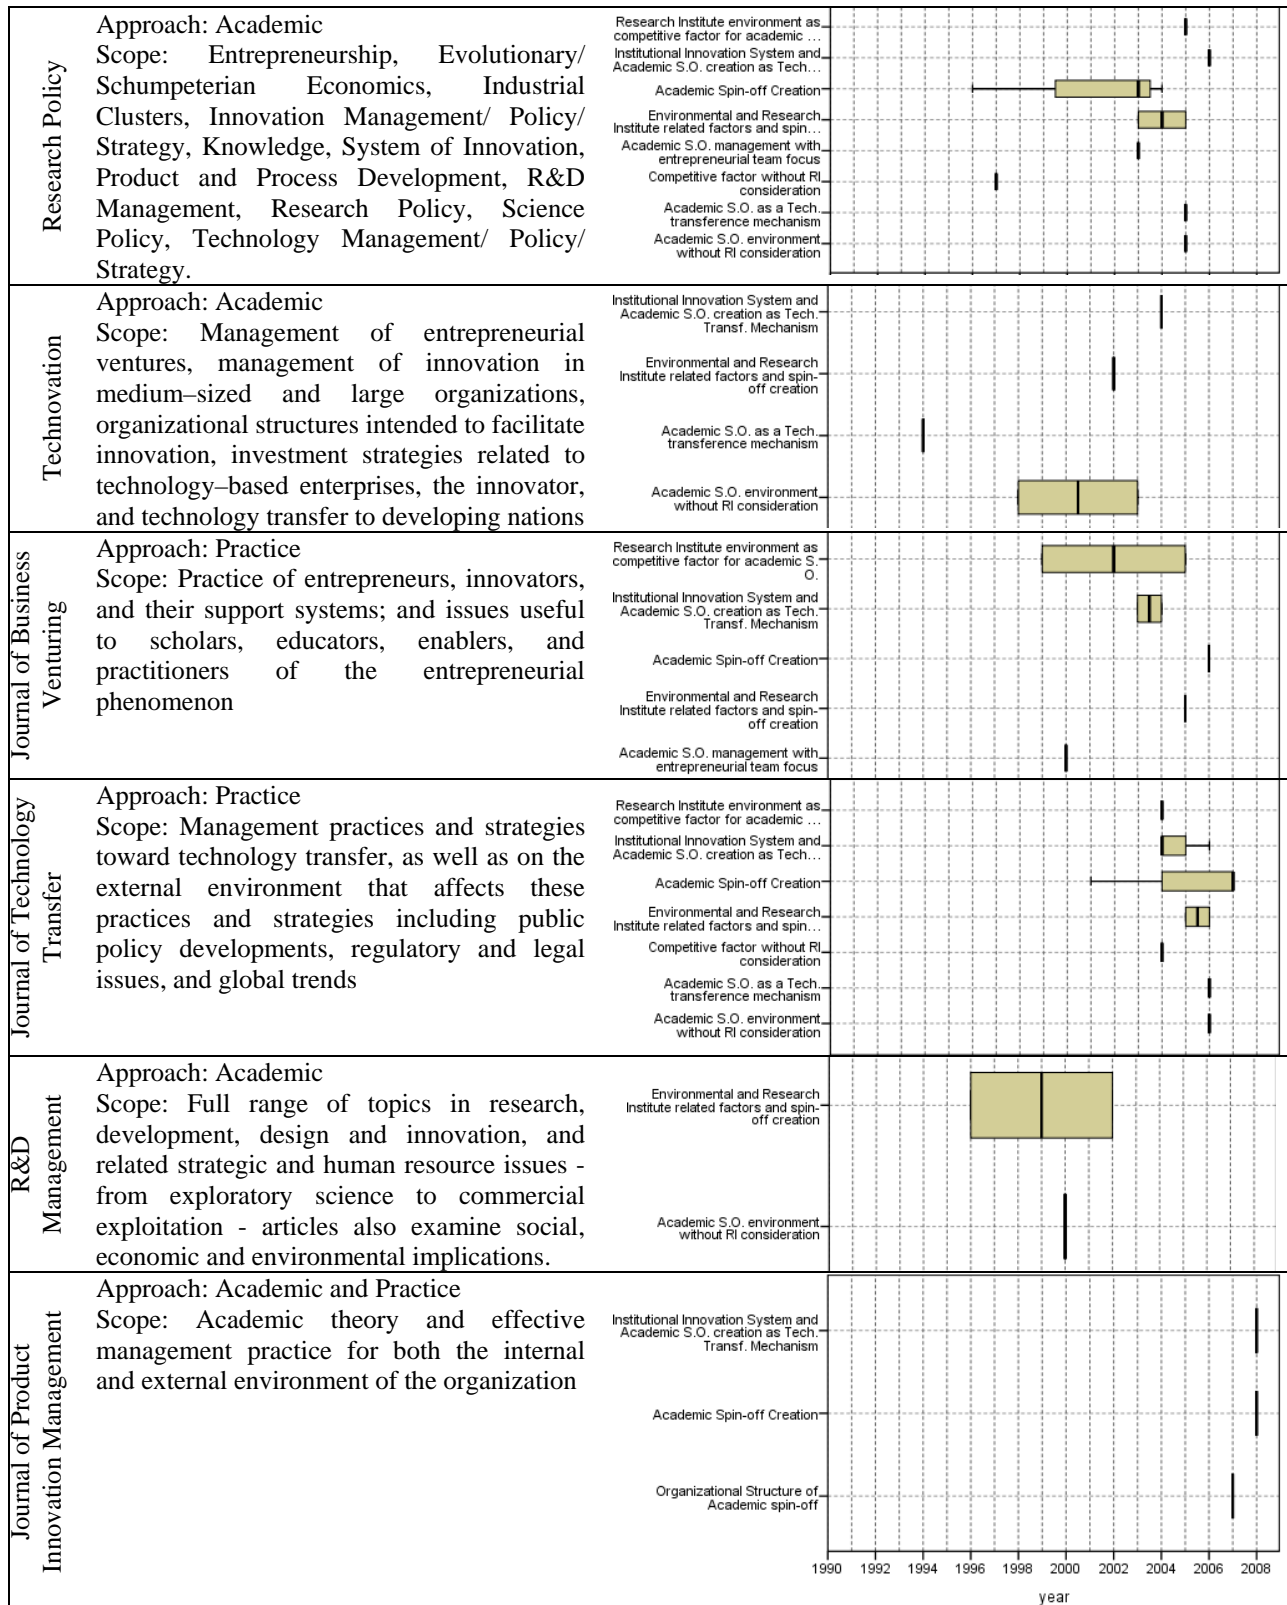 Research Policy
Approach: Academic
Scope: Entrepreneurship, Evolutionary/
Schumpeterian Economics, Industrial
Clusters, Innovation Management/ Policy/
Strategy, Knowledge, System of Innovation,
Product and Process Development, R&D
Management, Research Policy, Science
Policy, Technology Management/ Policy/
Strategy.
Research Institute environment as
competitive factor for academic ...
Institutional Innovation System and
Academic S.O. creation as Tech...
Academic Spin-off Creation
Environmental and Research
Institute related factors and spin...
Academic S.O. management with
entrepreneurial team focus
Competitive factor without RI
consideration
Academic S.O. as a Tech.
transference mechanism
Academic S.O. environment
without RI consideration
Technovation
Approach: Academic
Scope: Management of entrepreneurial
ventures, management of innovation in
medium–sized and large organizations,
organizational structures intended to facilitate
innovation, investment strategies related to
technology–based enterprises, the innovator,
and technology transfer to developing nations
Institutional Innovation System and
Academic S.O. creation as Tech.
Transf. Mechanism
Environmental and Research
Institute related factors and spin-
off creation
Academic S.O. as a Tech.
transference mechanism
Academic S.O. environment
without RI consideration
Journal of Business
Venturing
Approach: Practice
Scope: Practice of entrepreneurs, innovators,
and their support systems; and issues useful
to scholars, educators, enablers, and
practitioners of the entrepreneurial
phenomenon
Research Institute environment as
competitive factor for academic S.
O.
Institutional Innovation System and
Academic S.O. creation as Tech.
Transf. Mechanism
Academic Spin-off Creation
Environmental and Research
Institute related factors and spin-
off creation
Academic S.O. management with
entrepreneurial team focus
Journal of Technology
Transfer
Approach: Practice
Scope: Management practices and strategies
toward technology transfer, as well as on the
external environment that affects these
practices and strategies including public
policy developments, regulatory and legal
issues, and global trends
Research Institute environment as
competitive factor for academic ...
Institutional Innovation System and
Academic S.O. creation as Tech...
Academic Spin-off Creation
Environmental and Research
Institute related factors and spin...
Competitive factor without RI
consideration
Academic S.O. as a Tech.
transference mechanism
Academic S.O. environment
without RI consideration
R&D
Management
Approach: Academic
Scope: Full range of topics in research,
development, design and innovation, and
related strategic and human resource issues -
from exploratory science to commercial
exploitation - articles also examine social,
economic and environmental implications.
Environmental and Research
Institute related factors and spin-
off creation
Academic S.O. environment
without RI consideration
Journal of Product
Innovation Management
Approach: Academic and Practice
Scope: Academic theory and effective
management practice for both the internal
and external environment of the organization
Institutional Innovation System and
Academic S.O. creation as Tech.
Transf. Mechanism
Academic Spin-off Creation
Organizational Structure of
Academic spin-off
1990 1992 1994 1996 1998 2000 2002 2004 2006 2008
year